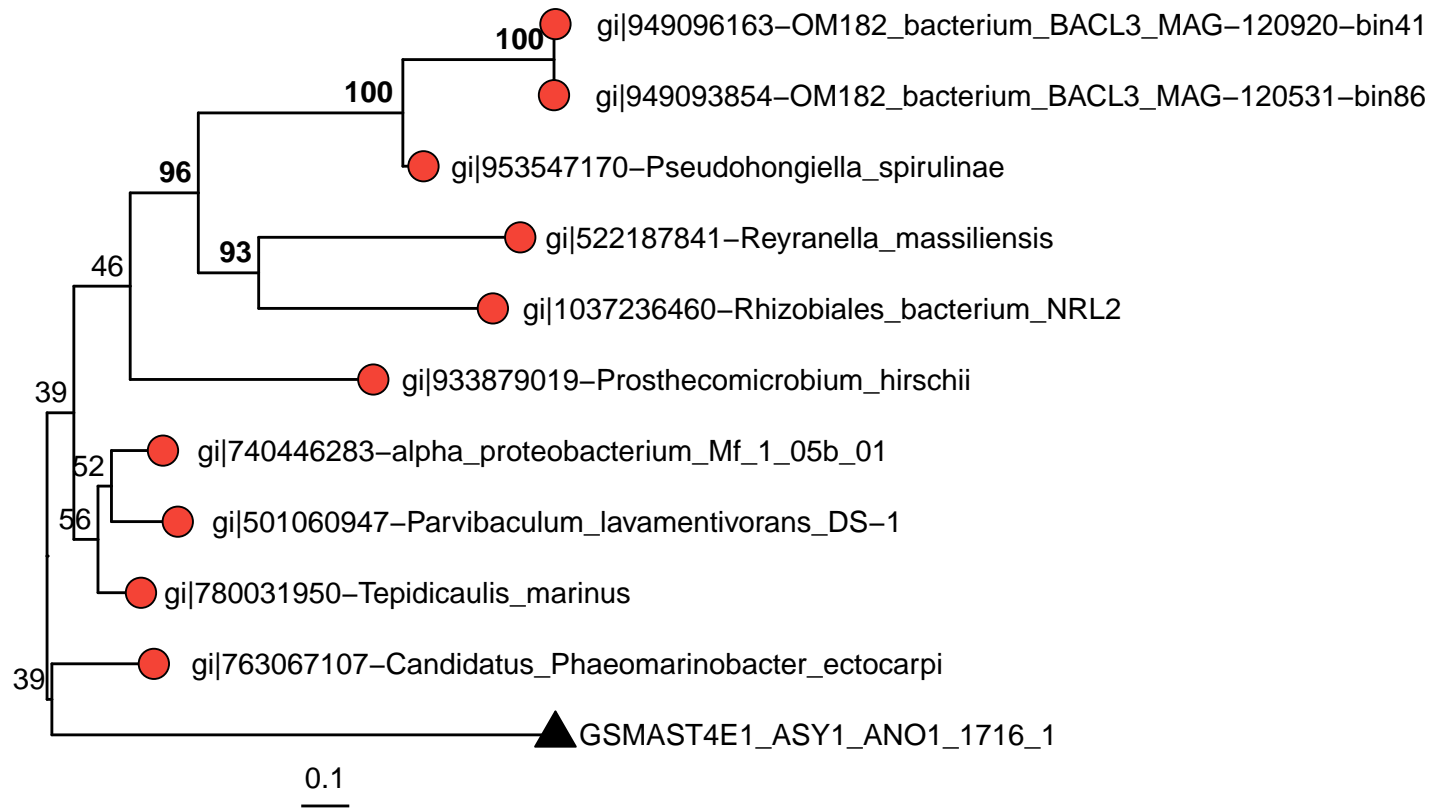 100 gi|949096163−OM182_bacterium_BACL3_MAG−120920−bin41
100 gi|949093854−OM182_bacterium_BACL3_MAG−120531−bin86
96 gi|953547170−Pseudohongiella_spirulinae
93 gi|522187841−Reyranella_massiliensis
46
gi|1037236460−Rhizobiales_bacterium_NRL2
39 gi|933879019−Prosthecomicrobium_hirschii
52 gi|740446283−alpha_proteobacterium_Mf_1_05b_01
56 gi|501060947−Parvibaculum_lavamentivorans_DS−1
gi|780031950−Tepidicaulis_marinus
39 gi|763067107−Candidatus_Phaeomarinobacter_ectocarpi
GSMAST4E1_ASY1_ANO1_1716_1
0.1